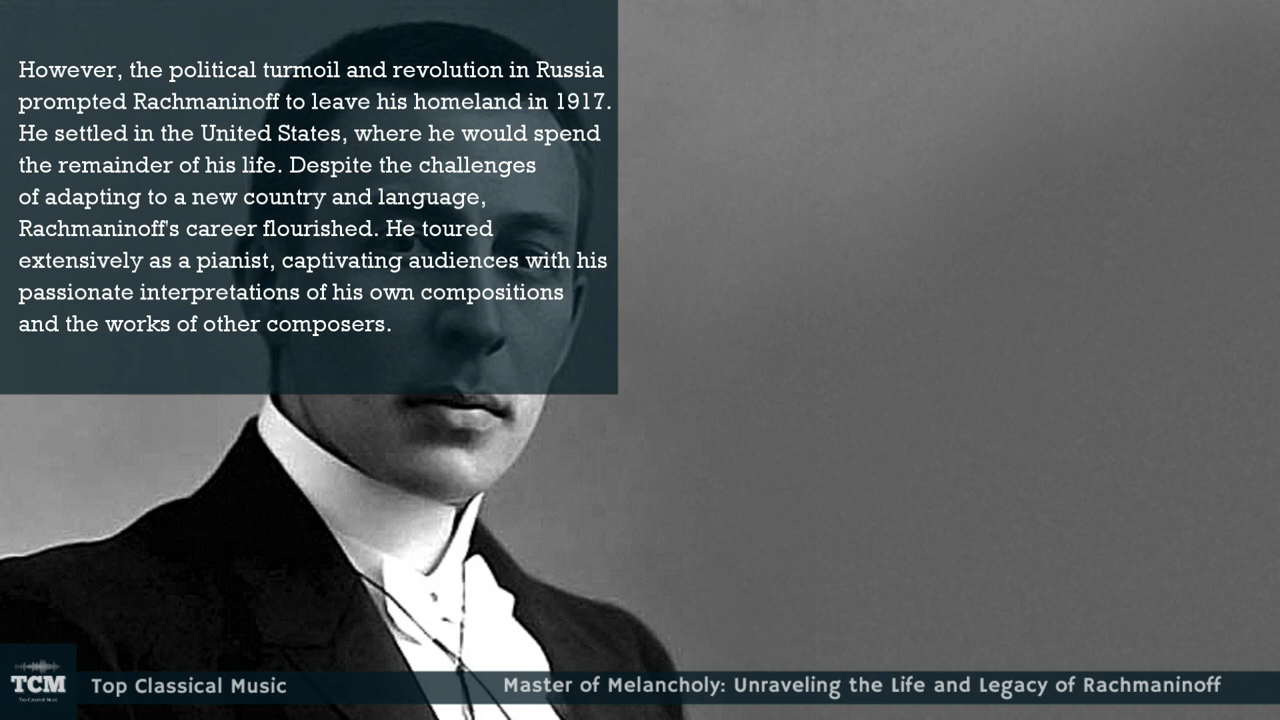 However, the political turmoil and revolution in Russia
prompted Rachmaninoff to leave his homeland in 1917.
He settled in the United States, where he would spend
the remainder of his life. Despite the challenges
of adapting to a new country and language,
Rachmaninoff's career flourished. He toured
extensively as a pianist, captivating audiences with his
passionate interpretations of his own compositions
and the works of other composers.
TCM
Top Classical Music
Top Classical Music
Master of Melancholy: Unraveling the Life and Legacy of Rachmaninoff